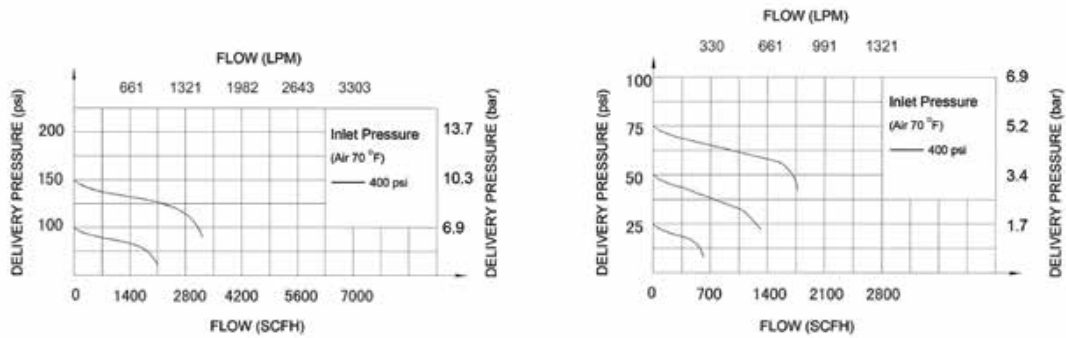 FLOW (LPM)
661 1321 1982 2643 3303
DELIVERY PRESSURE (psi)
200
150
100
13.7
10.3
6.9
DELIVERY PRESSURE (bar)
Inlet Pressure
(Air 70 °F)
400 psi
0 1400 2800 4200 5600 7000
FLOW (SCFH)
FLOW (LPM)
330 661 991 1321
DELIVERY PRESSURE (psi)
100
75
50
25
6.9
5.2
3.4
1.7
DELIVERY PRESSURE (bar)
Inlet Pressure
(Air 70 °F)
400 psi
0 700 1400 2100 2800
FLOW (SCFH)